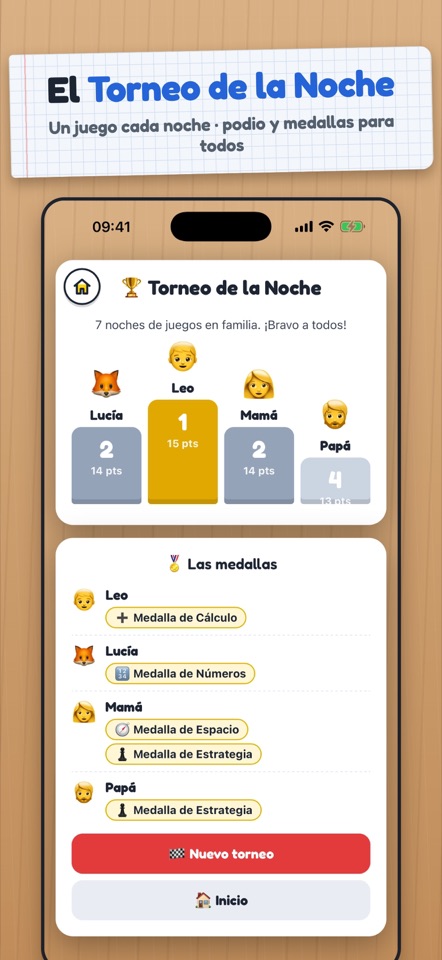 El Torneo de la Noche
Un juego cada noche · podio y medallas para
todos
09:41
🏆 Torneo de la Noche
7 noches de juegos en familia. ¡Bravo a todos!
Leo
Lucía
Mamá
Papá
1
15 pts
2
14 pts
2
14 pts
4
13 pts
🏅 Las medallas
Leo
➕ Medalla de Cálculo
Lucía
🔢 Medalla de Números
Mamá
🧭 Medalla de Espacio
♟️ Medalla de Estrategia
Papá
♟️ Medalla de Estrategia
🏁 Nuevo torneo
🏠 Inicio